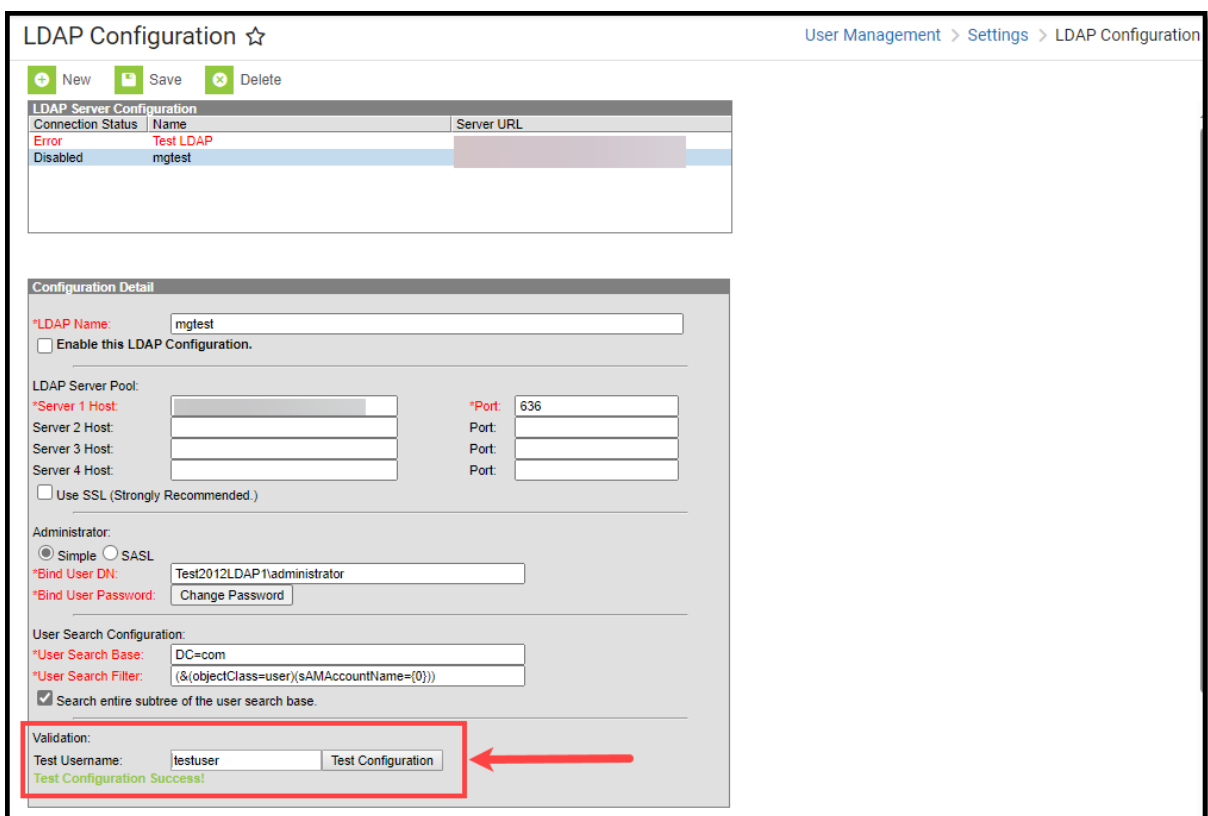 LDAP Configuration
User Management > Settings > LDAP Configuration
New Save Delete
LDAP Server Configuration
Connection Status Name Server URL
Error Test LDAP
Disabled mgtest
Configuration Detail
*LDAP Name: mgtest
Enable this LDAP Configuration.
LDAP Server Pool:
*Server 1 Host: *Port: 636
Server 2 Host: Port:
Server 3 Host: Port:
Server 4 Host: Port:
Use SSL (Strongly Recommended.)
Administrator:
Simple SASL
*Bind User DN: Test2012LDAP1\administrator
*Bind User Password: Change Password
User Search Configuration:
*User Search Base: DC=com
*User Search Filter: (&(objectClass=user)(sAMAccountName={0}))
Search entire subtree of the user search base.
Validation:
Test Username: testuser Test Configuration
Test Configuration Success!